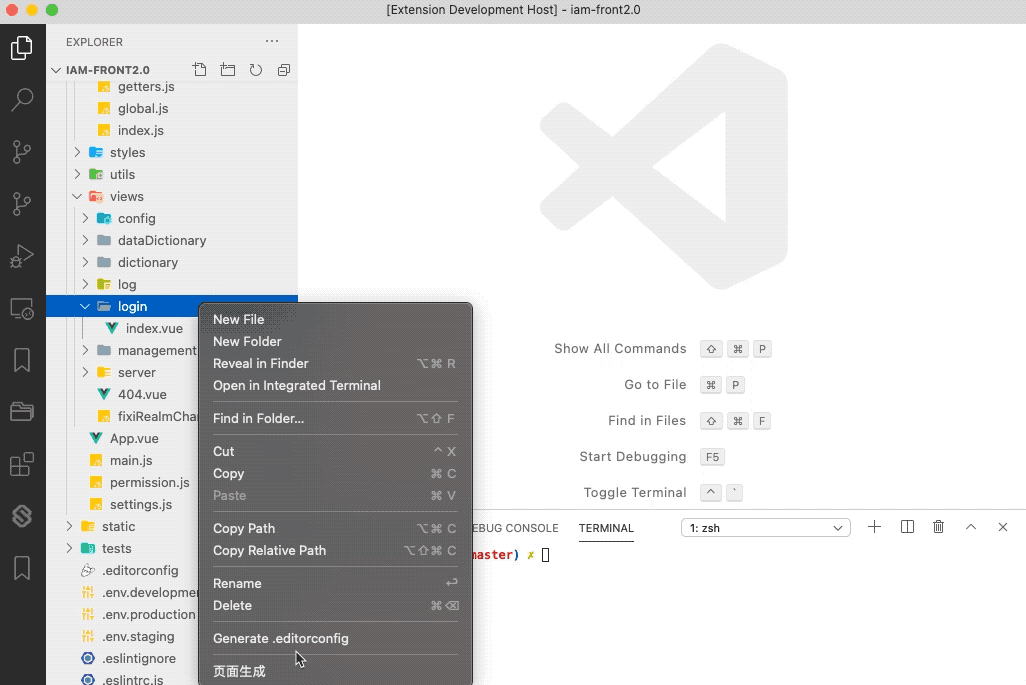 [Extension Development Host] - iam-front2.0
EXPLORER
IAM-FRONT2.0
getters.js
global.js
index.js
styles
utils
views
config
dataDictionary
dictionary
log
login
index.vue
management
server
404.vue
App.vue
main.js
permission.js
settings.js
static
tests
.editorconfig
.env.production
.env.staging
.eslintignore
.eslintrc.js
New File
New Folder
Reveal in Finder ⌥⌘ R
Open in Integrated Terminal
Find in Folder... ⌥⇧ F
Cut ^ X
Copy ⌘ C
Paste ⌘ V
Copy Path ⌥⌘ C
Copy Relative Path ⌥⇧⌘ C
Rename ↩
Delete ⌘⌫
Generate .editorconfig
页面生成
Show All Commands ⇧ ⌘ P
Go to File ⌘ P
Find in Files ⇧ ⌘ F
Start Debugging F5
Toggle Terminal ^ `
CONSOLE TERMINAL 1: zsh
) ✗